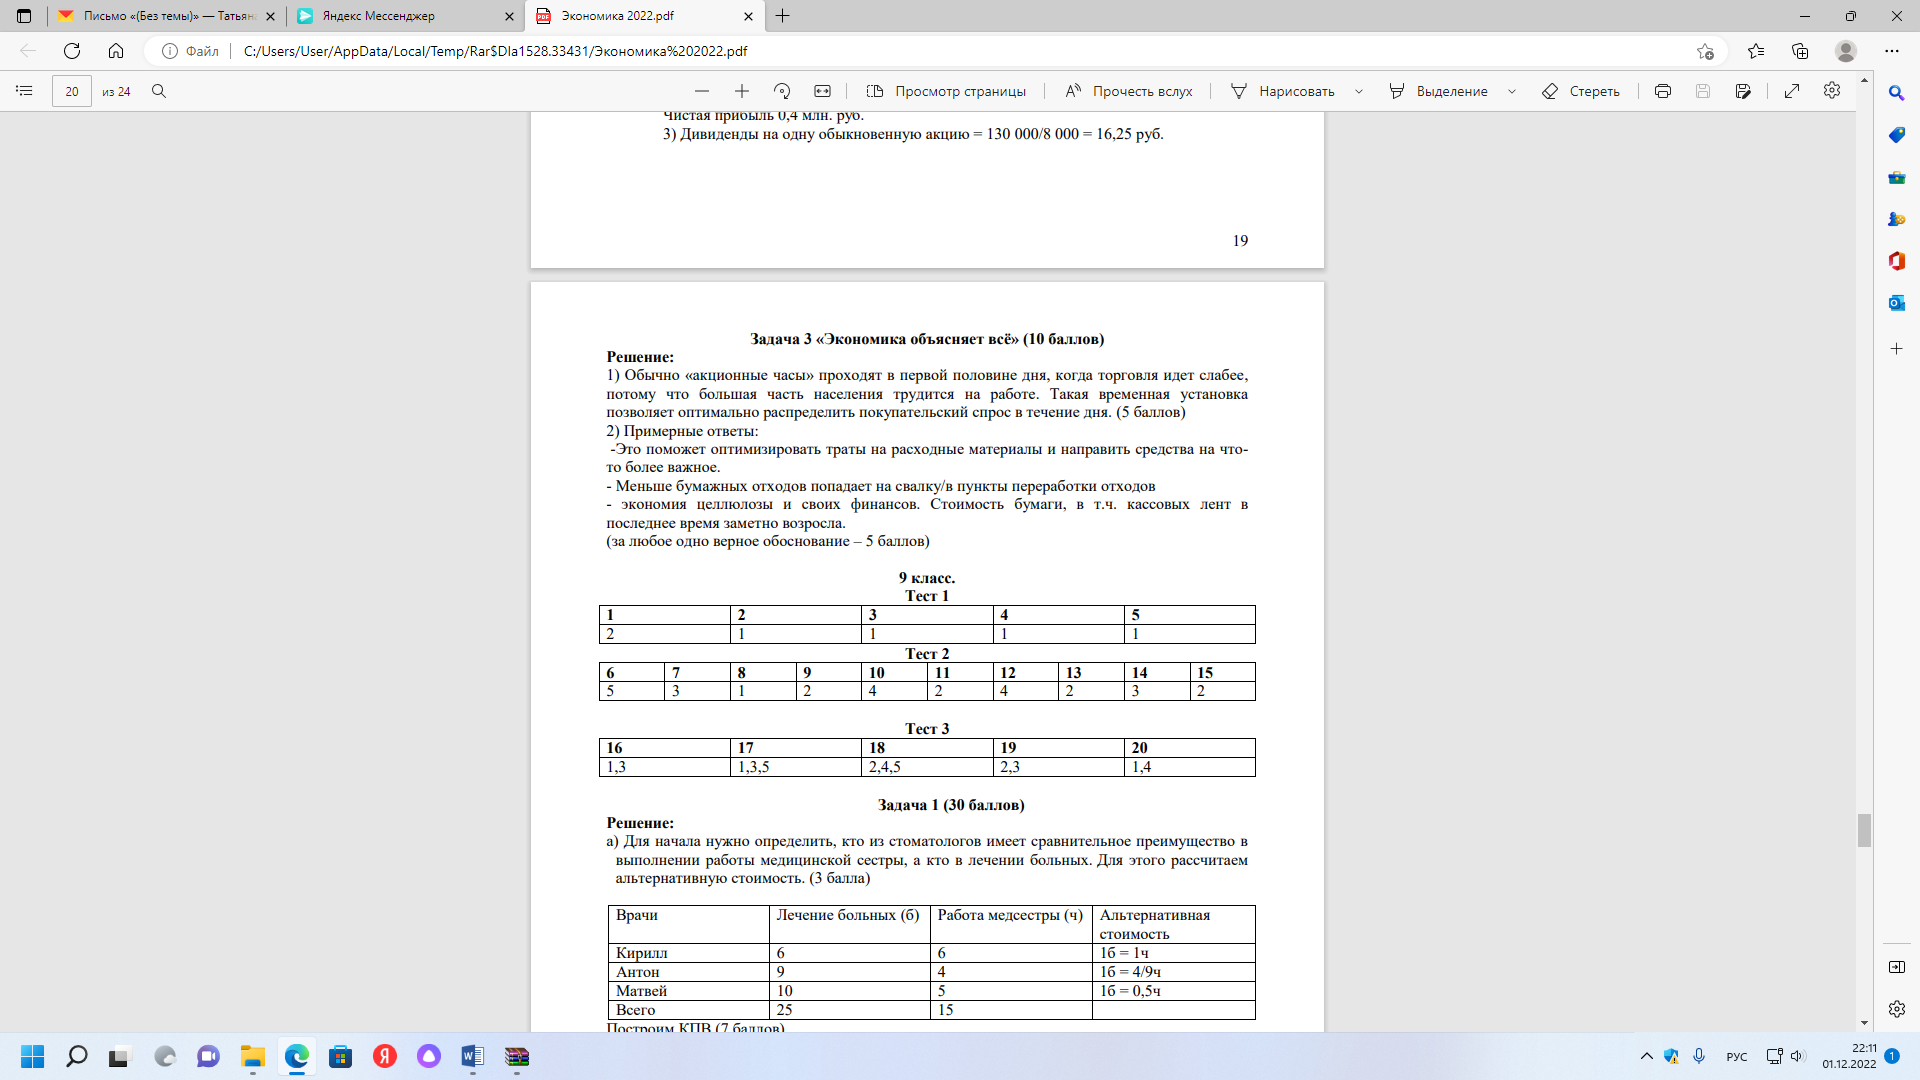 Письмо «(Без темы)» — Татьян
Яндекс Мессенджер
Экономика 2022.pdf
Файл
C:/Users/User/AppData/Local/Temp/Rar$DIa1528.33431/Экономика%202022.pdf
20
из 24
Просмотр страницы
Прочесть вслух
Нарисовать
Выделение
Стереть
Чистая прибыль 0,4 млн. руб.
3) Дивиденды на одну обыкновенную акцию = 130 000/8 000 = 16,25 руб.
19
Задача 3 «Экономика объясняет всё» (10 баллов)
Решение:
1) Обычно «акционные часы» проходят в первой половине дня, когда торговля идет слабее,
потому что большая часть населения трудится на работе. Такая временная установка
позволяет оптимально распределить покупательский спрос в течение дня. (5 баллов)
2) Примерные ответы:
-Это поможет оптимизировать траты на расходные материалы и направить средства на что-
то более важное.
- Меньше бумажных отходов попадает на свалку/в пункты переработки отходов
- экономия целлюлозы и своих финансов. Стоимость бумаги, в т.ч. кассовых лент в
последнее время заметно возросла.
(за любое одно верное обоснование – 5 баллов)
9 класс.
Тест 1
1 2 3 4 5
2 1 1 1 1
Тест 2
6 7 8 9 10 11 12 13 14 15
5 3 1 2 4 2 4 2 3 2
Тест 3
16 17 18 19 20
1,3 1,3,5 2,4,5 2,3 1,4
Задача 1 (30 баллов)
Решение:
а) Для начала нужно определить, кто из стоматологов имеет сравнительное преимущество в
выполнении работы медицинской сестры, а кто в лечении больных. Для этого рассчитаем
альтернативную стоимость. (3 балла)
Врачи Лечение больных (б) Работа медсестры (ч) Альтернативная
стоимость
Кирилл 6 6 1б = 1ч
Антон 9 4 1б = 4/9ч
Матвей 10 5 1б = 0,5ч
Всего 25 15
Построим КПВ (7 баллов)
РУС
22:11
01.12.2022
1